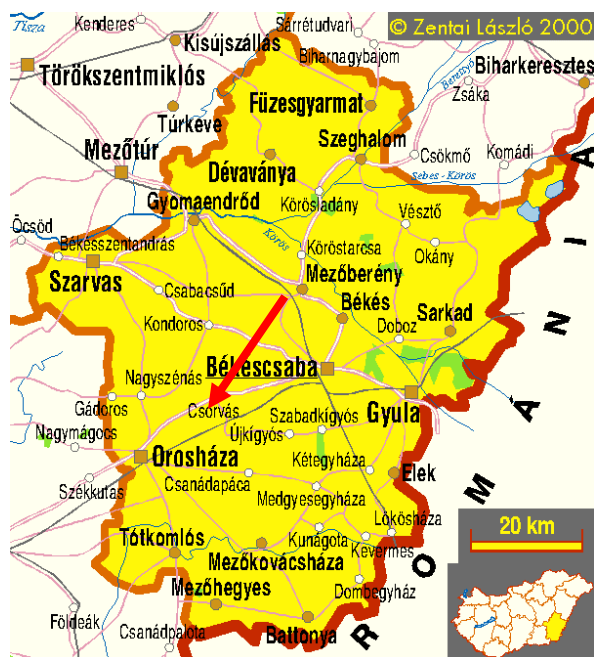 © Zentai László 2000
Tisza
Kenderes
Sárrétudvari
Kisújszállás
Biharnagybajom
Berettyó
Biharkeresztes
Törökszentmiklós
Zsáka
Füzesgyarmat
Túrkeve
Szeghalom
Csökmő
Komádi
Mezőtúr
Dévaványa
Sebes - Körös
Körösladány
Gyomaendrőd
Vésztő
Öcsöd
Békésszentandrás
Körös
Köröstarcsa
Okány
Szarvas
Mezőberény
Csabacsűd
Békés
Sarkad
Kondoros
Doboz
Békéscsaba
Nagyszénás
Gádoros
Csorvás
Szabadkígyós
Gyula
Nagymágocs
Újkígyós
Orosháza
Kétegyháza
Elek
Székkutas
Csanádapáca
Medgyesegyháza
Lőkösháza
Tótkomlós
Kunágota
Kevermes
Mezőkovácsháza
Dombegyház
Mezőhegyes
Földeák
Csanádpalota
Battonya
ROMÁNIA
20 km